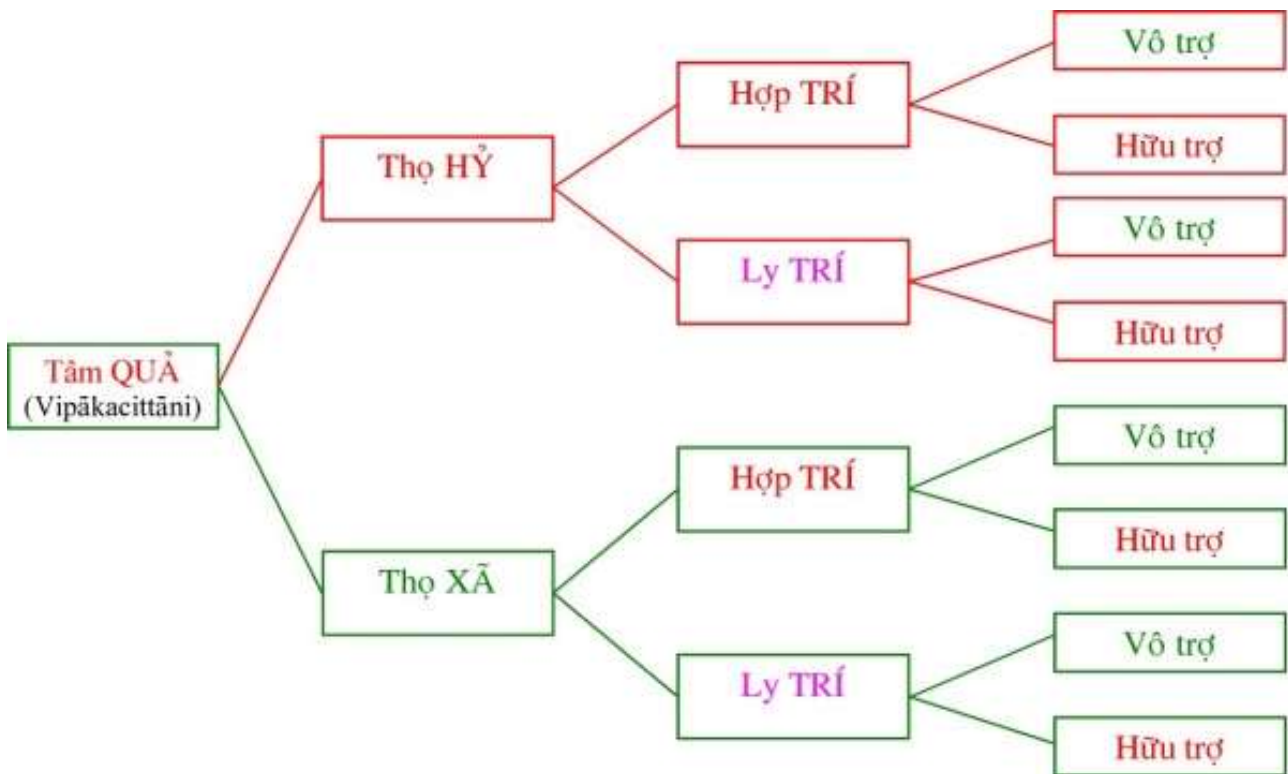 Vô trợ
Hợp TRÍ
Hữu trợ
Thọ HỶ
Vô trợ
Ly TRÍ
Hữu trợ
Tâm QUẢ
(Vipākacittāni)
Vô trợ
Hợp TRÍ
Hữu trợ
Thọ XÃ
Vô trợ
Ly TRÍ
Hữu trợ